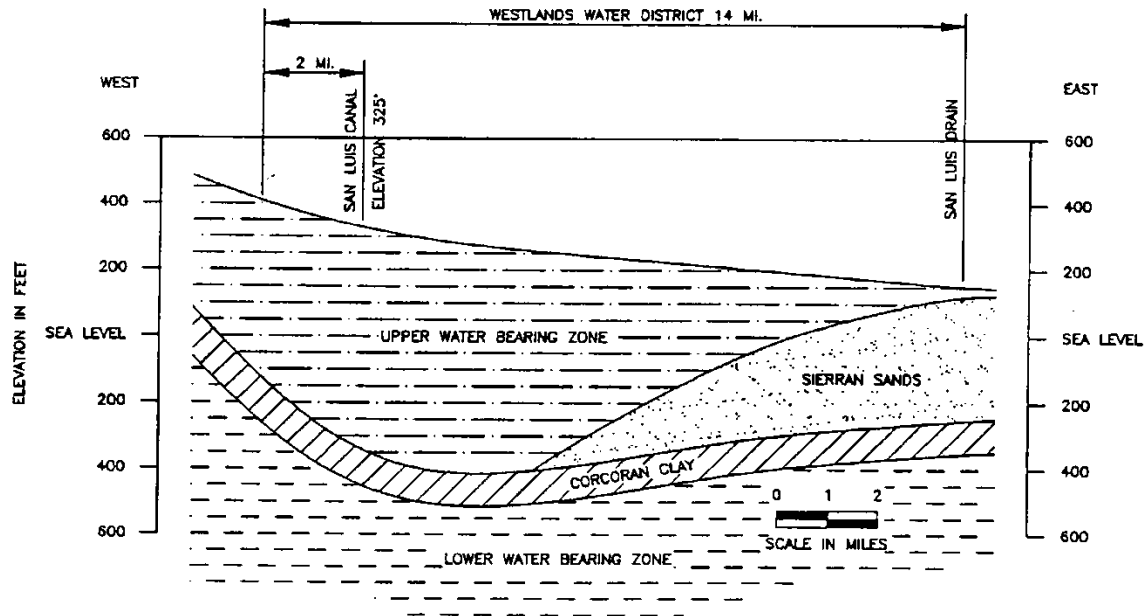 WESTLANDS WATER DISTRICT 14 MI.
2 MI.
WEST
EAST
SAN LUIS CANAL
ELEVATION 325'
SAN LUIS DRAIN
600
400
200
SEA LEVEL
200
400
600
ELEVATION IN FEET
600
400
200
SEA LEVEL
200
400
600
UPPER WATER BEARING ZONE
SIERRAN SANDS
CORCORAN CLAY
0 1 2
SCALE IN MILES
LOWER WATER BEARING ZONE